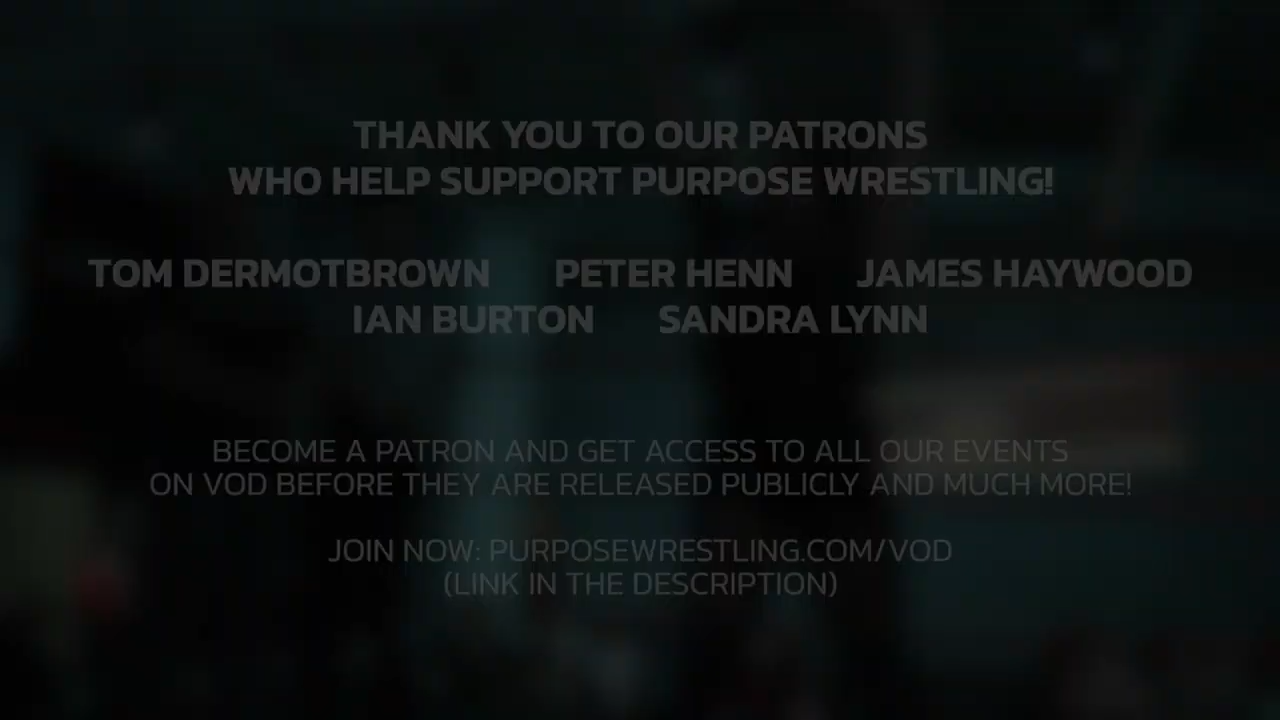 THANK YOU TO OUR PATRONS
WHO HELP SUPPORT PURPOSE WRESTLING!
TOM DERMOTBROWN PETER HENN JAMES HAYWOOD
IAN BURTON SANDRA LYNN
BECOME A PATRON AND GET ACCESS TO ALL OUR EVENTS
ON VOD BEFORE THEY ARE RELEASED PUBLICLY AND MUCH MORE!
JOIN NOW: PURPOSEWRESTLING.COM/VOD
(LINK IN THE DESCRIPTION)